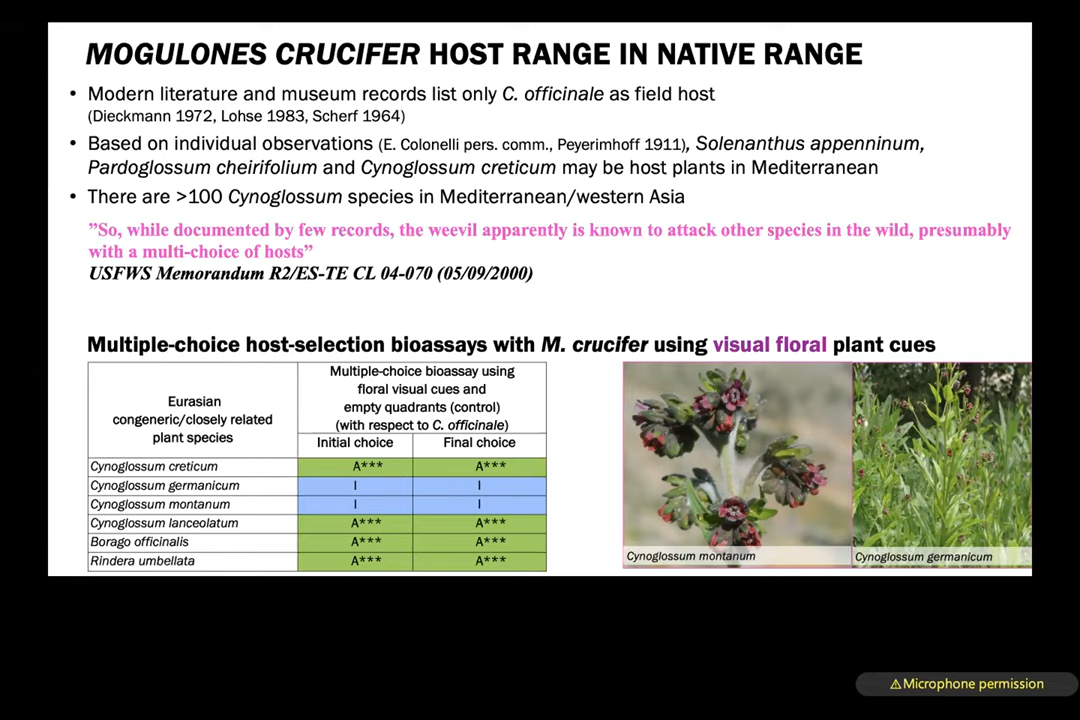 MOGULONES CRUCIFER HOST RANGE IN NATIVE RANGE
• Modern literature and museum records list only C. officinale as field host
(Dieckmann 1972, Lohse 1983, Scherf 1964)
• Based on individual observations (E. Colonelli pers. comm., Peyerimhoff 1911), Solenanthus appenninum,
Pardoglossum cheirifolium and Cynoglossum creticum may be host plants in Mediterranean
• There are >100 Cynoglossum species in Mediterranean/western Asia
”So, while documented by few records, the weevil apparently is known to attack other species in the wild, presumably
with a multi-choice of hosts”
USFWS Memorandum R2/ES-TE CL 04-070 (05/09/2000)
Multiple-choice host-selection bioassays with M. crucifer using visual floral plant cues
Eurasian
congeneric/closely related
plant species
Multiple-choice bioassay using
floral visual cues and
empty quadrants (control)
(with respect to C. officinale)
Initial choice Final choice
Cynoglossum creticum A*** A***
Cynoglossum germanicum I I
Cynoglossum montanum I I
Cynoglossum lanceolatum A*** A***
Borago officinalis A*** A***
Rindera umbellata A*** A***
Cynoglossum montanum
Cynoglossum germanicum
⚠Microphone permission